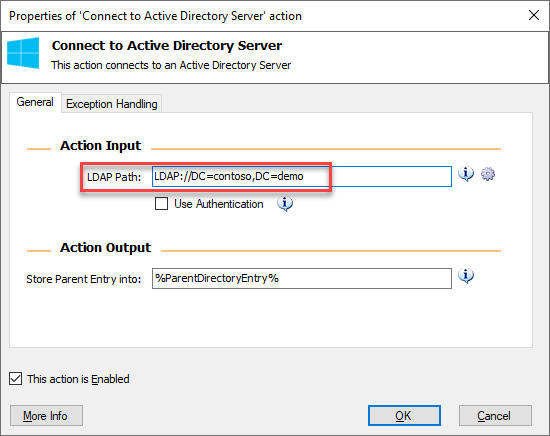 Properties of 'Connect to Active Directory Server' action
Connect to Active Directory Server
This action connects to an Active Directory Server
General Exception Handling
Action Input
LDAP Path: LDAP://DC=contoso,DC=demo
Use Authentication
Action Output
Store Parent Entry into: %ParentDirectoryEntry%
This action is Enabled
More Info OK Cancel